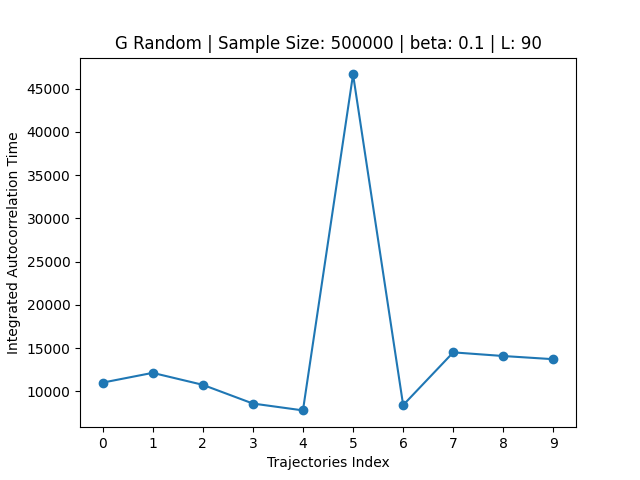 G Random | Sample Size: 500000 | beta: 0.1 | L: 90
Integrated Autocorrelation Time
45000
40000
35000
30000
25000
20000
15000
10000
0 1 2 3 4 5 6 7 8 9
Trajectories Index